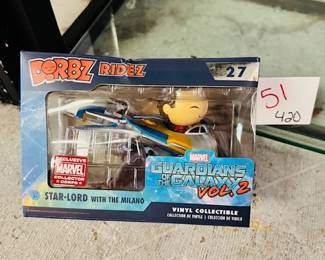 DORBZ RIDEZ
27
51
420
EXCLUSIVE
MARVEL
COLLECTOR
CORPS
MARVEL
GUARDIANS
OF THE GALAXY
VOL. 2
STAR-LORD WITH THE MILANO
VINYL COLLECTIBLE